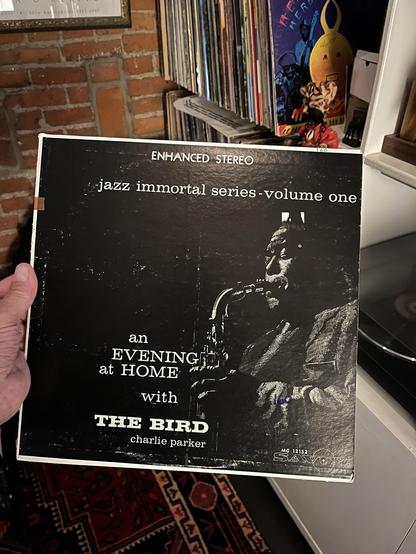 ENHANCED STEREO
jazz immortal series-volume one
an
EVENING
at HOME
with
THE BIRD
charlie parker
MG 12152
SAVOY